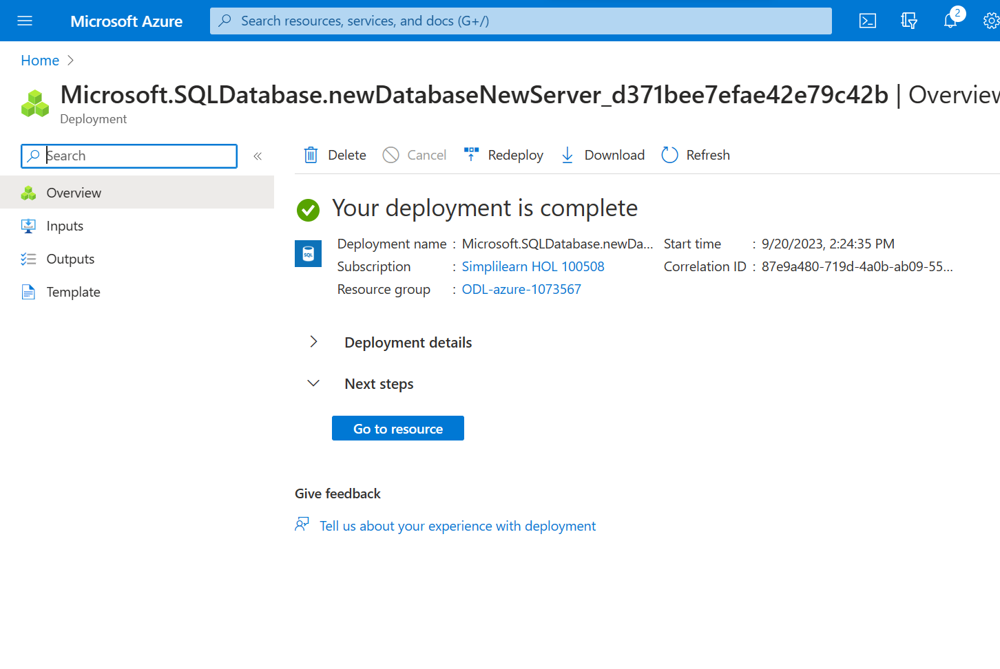 Microsoft Azure
Search resources, services, and docs (G+/)
2
Home
Microsoft.SQLDatabase.newDatabaseNewServer_d371bee7efae42e79c42b | Overview
Deployment
Search
«
Delete
Cancel
Redeploy
Download
Refresh
Overview
Inputs
Outputs
Template
Your deployment is complete
SQL
Deployment name : Microsoft.SQLDatabase.newDa...
Subscription : Simplilearn HOL 100508
Resource group : ODL-azure-1073567
Start time : 9/20/2023, 2:24:35 PM
Correlation ID : 87e9a480-719d-4a0b-ab09-55...
Deployment details
Next steps
Go to resource
Give feedback
Tell us about your experience with deployment